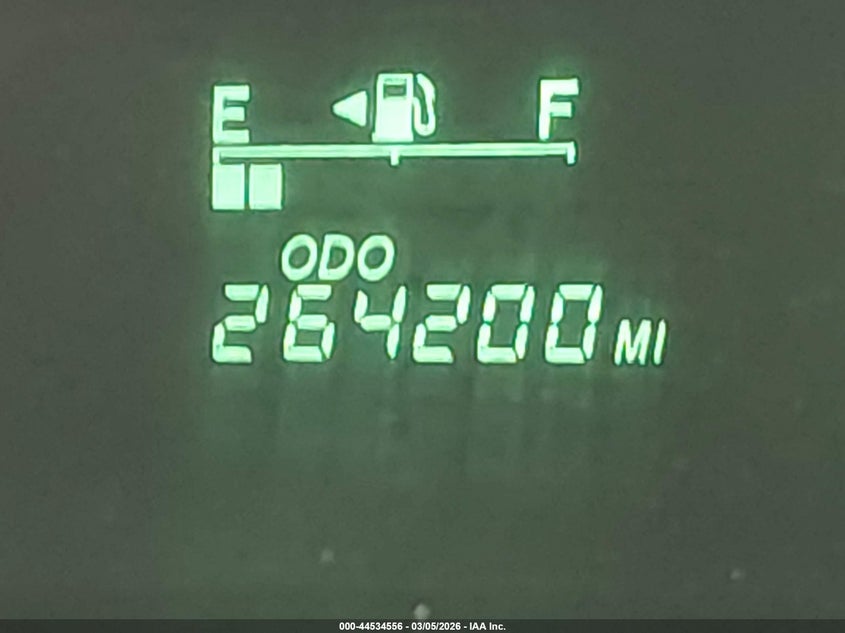 E F
ODO
264200 MI
000-44534556 - 03/05/2026 - IAA Inc.